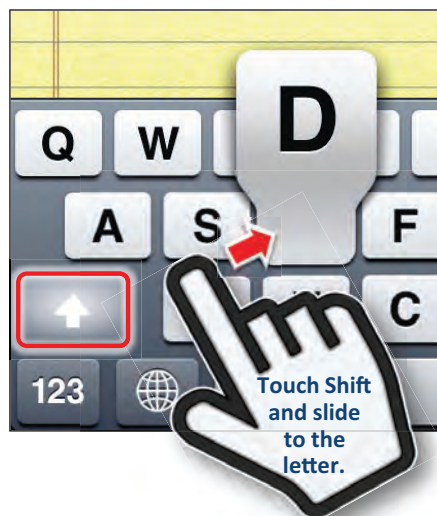 D
Q W
A S F
C
123
Touch Shift
and slide
to the
letter.